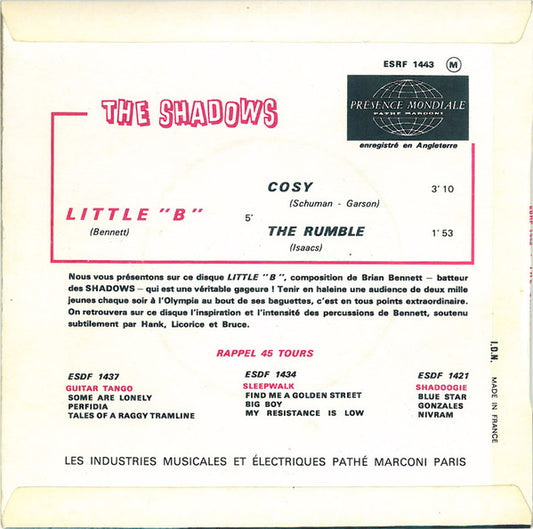 ESRF 1443 M
THE SHADOWS
PRÉSENCE MONDIALE
PATHÉ MARCONI
enregistré en Angleterre
COSY 3'10
(Schuman - Garson)
LITTLE "B" 5'
(Bennett)
THE RUMBLE 1'53
(Isaacs)
Nous vous présentons sur ce disque LITTLE "B", composition de Brian Bennett — batteur
des SHADOWS — qui est une véritable gageure ! Tenir en haleine une audience de deux mille
jeunes chaque soir à l'Olympia au bout de ses baguettes, c'est en tous points extraordinaire.
On retrouvera sur ce disque l'inspiration et l'intensité des percussions de Bennett, soutenu
subtilement par Hank, Licorice et Bruce.
RAPPEL 45 TOURS
ESDF 1437
GUITAR TANGO
SOME ARE LONELY
PERFIDIA
TALES OF A RAGGY TRAMLINE
ESDF 1434
SLEEPWALK
FIND ME A GOLDEN STREET
BIG BOY
MY RESISTANCE IS LOW
ESDF 1421
SHADOOGIE
BLUE STAR
GONZALES
NIVRAM
I.D.N. MADE IN FRANCE
LES INDUSTRIES MUSICALES ET ÉLECTRIQUES PATHÉ MARCONI PARIS